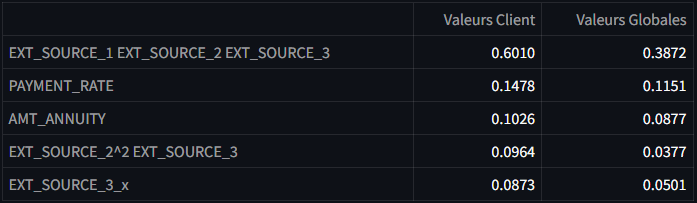 Valeurs Client Valeurs Globales
EXT_SOURCE_1 EXT_SOURCE_2 EXT_SOURCE_3 0.6010 0.3872
PAYMENT_RATE 0.1478 0.1151
AMT_ANNUITY 0.1026 0.0877
EXT_SOURCE_2^2 EXT_SOURCE_3 0.0964 0.0377
EXT_SOURCE_3_x 0.0873 0.0501